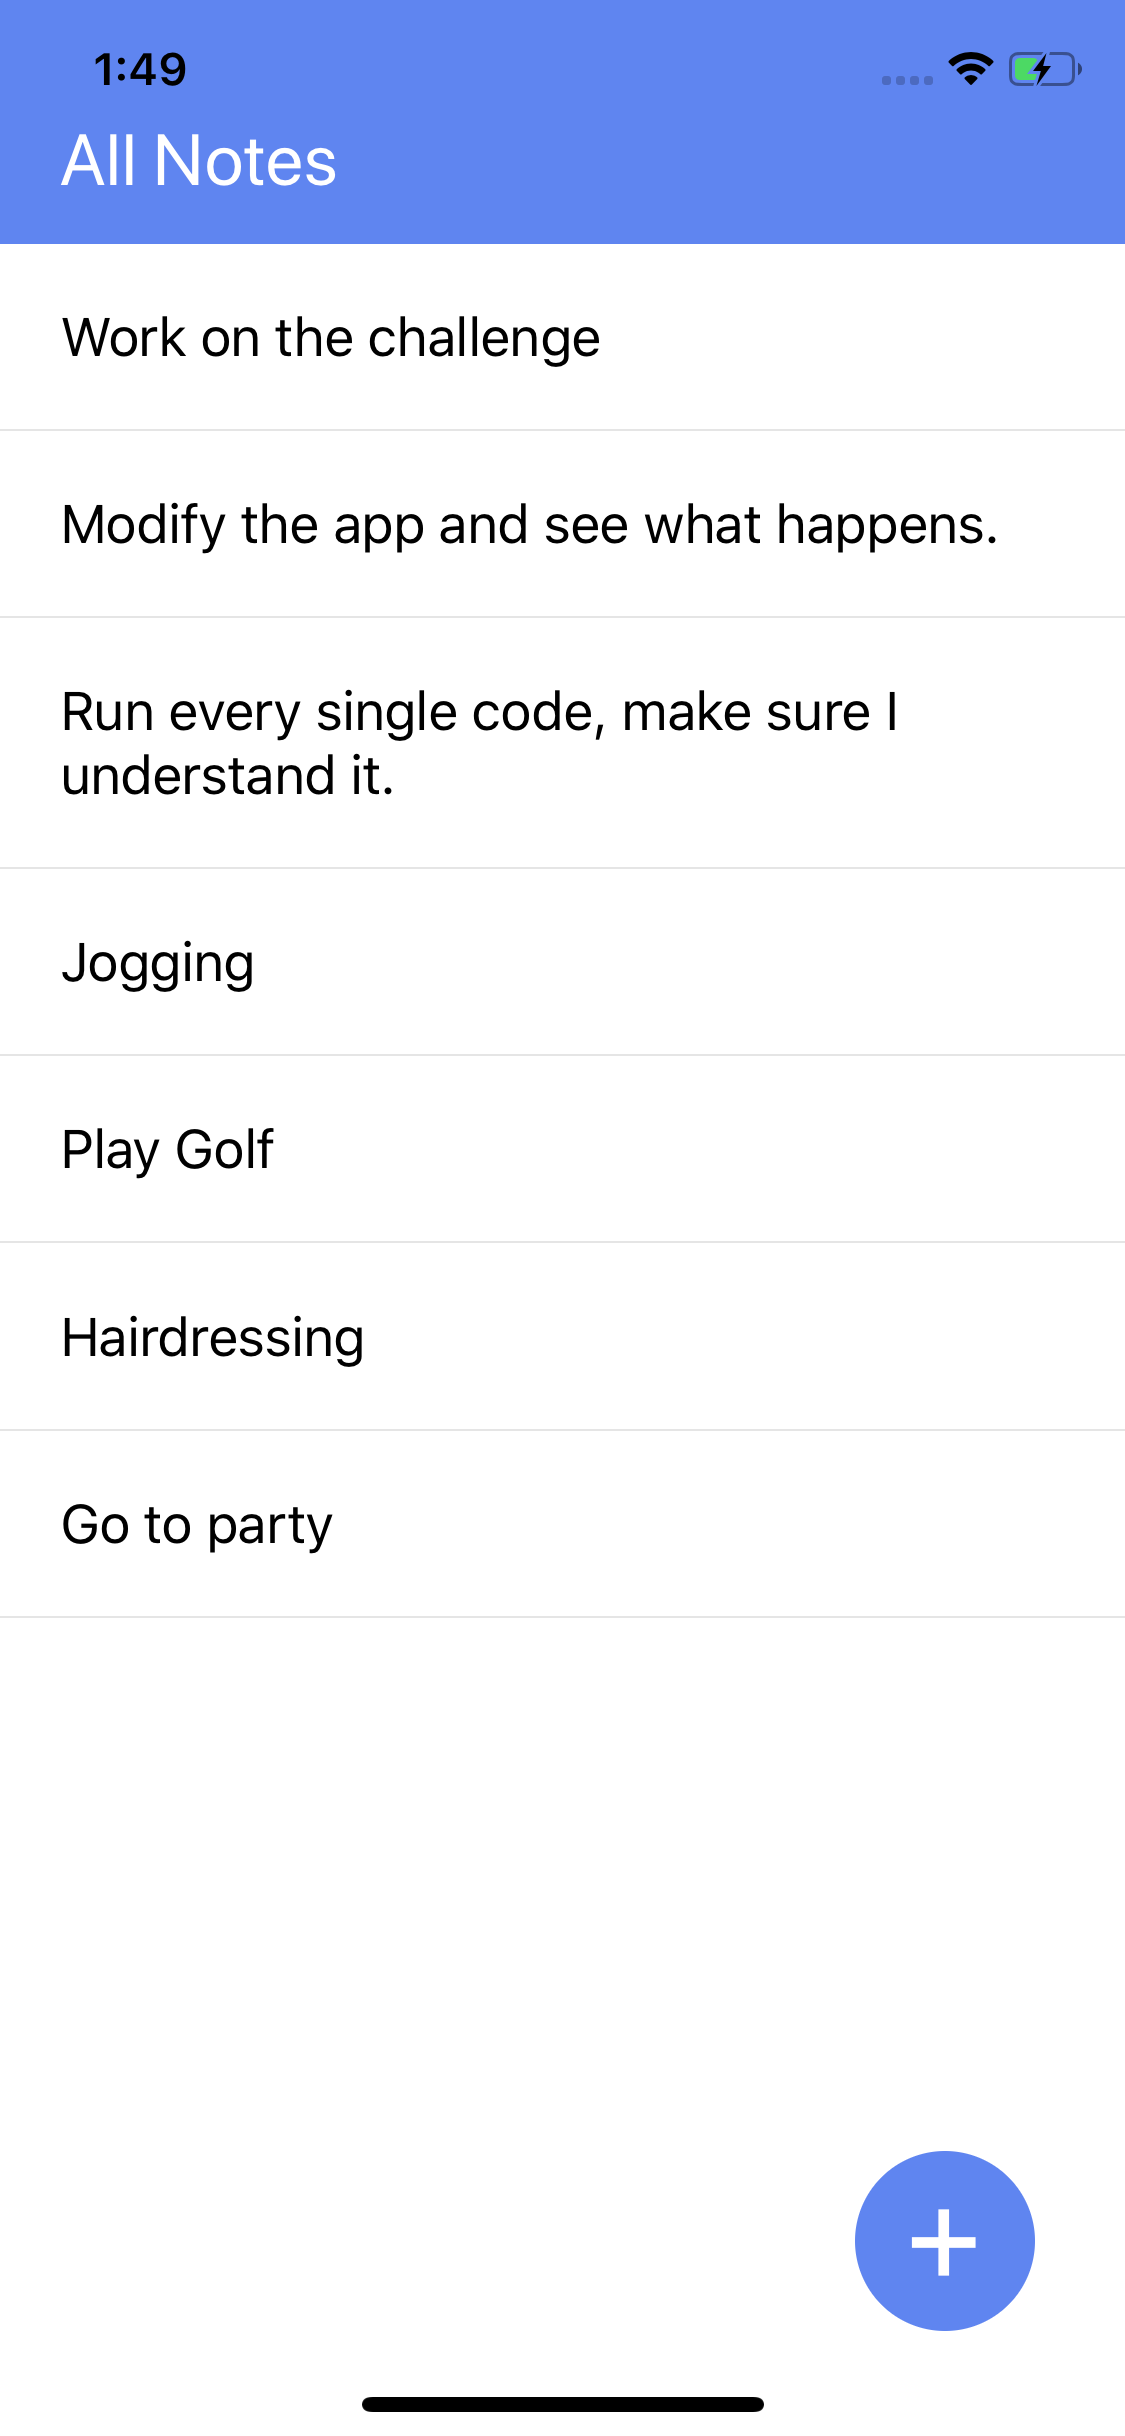 1:49
All Notes
Work on the challenge
Modify the app and see what happens.
Run every single code, make sure I
understand it.
Jogging
Play Golf
Hairdressing
Go to party